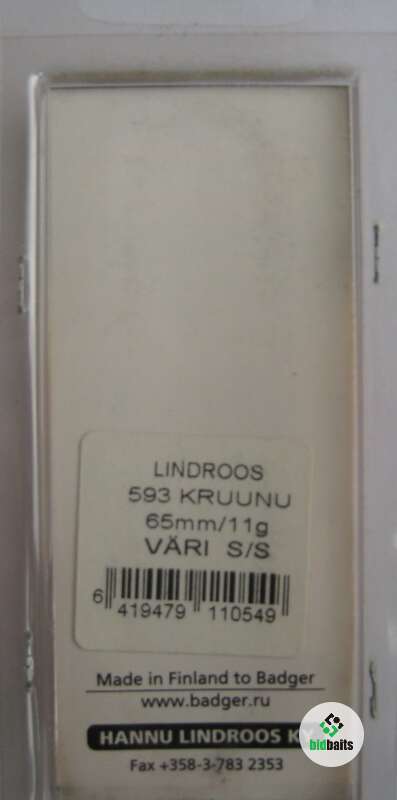 LINDROOS
593 KRUUNU
65mm/11g
VÄRI S/S
6 419479 110549
Made in Finland to Badger
www.badger.ru
HANNU LINDROOS KY
bidbaits
Fax +358-3-783 2353